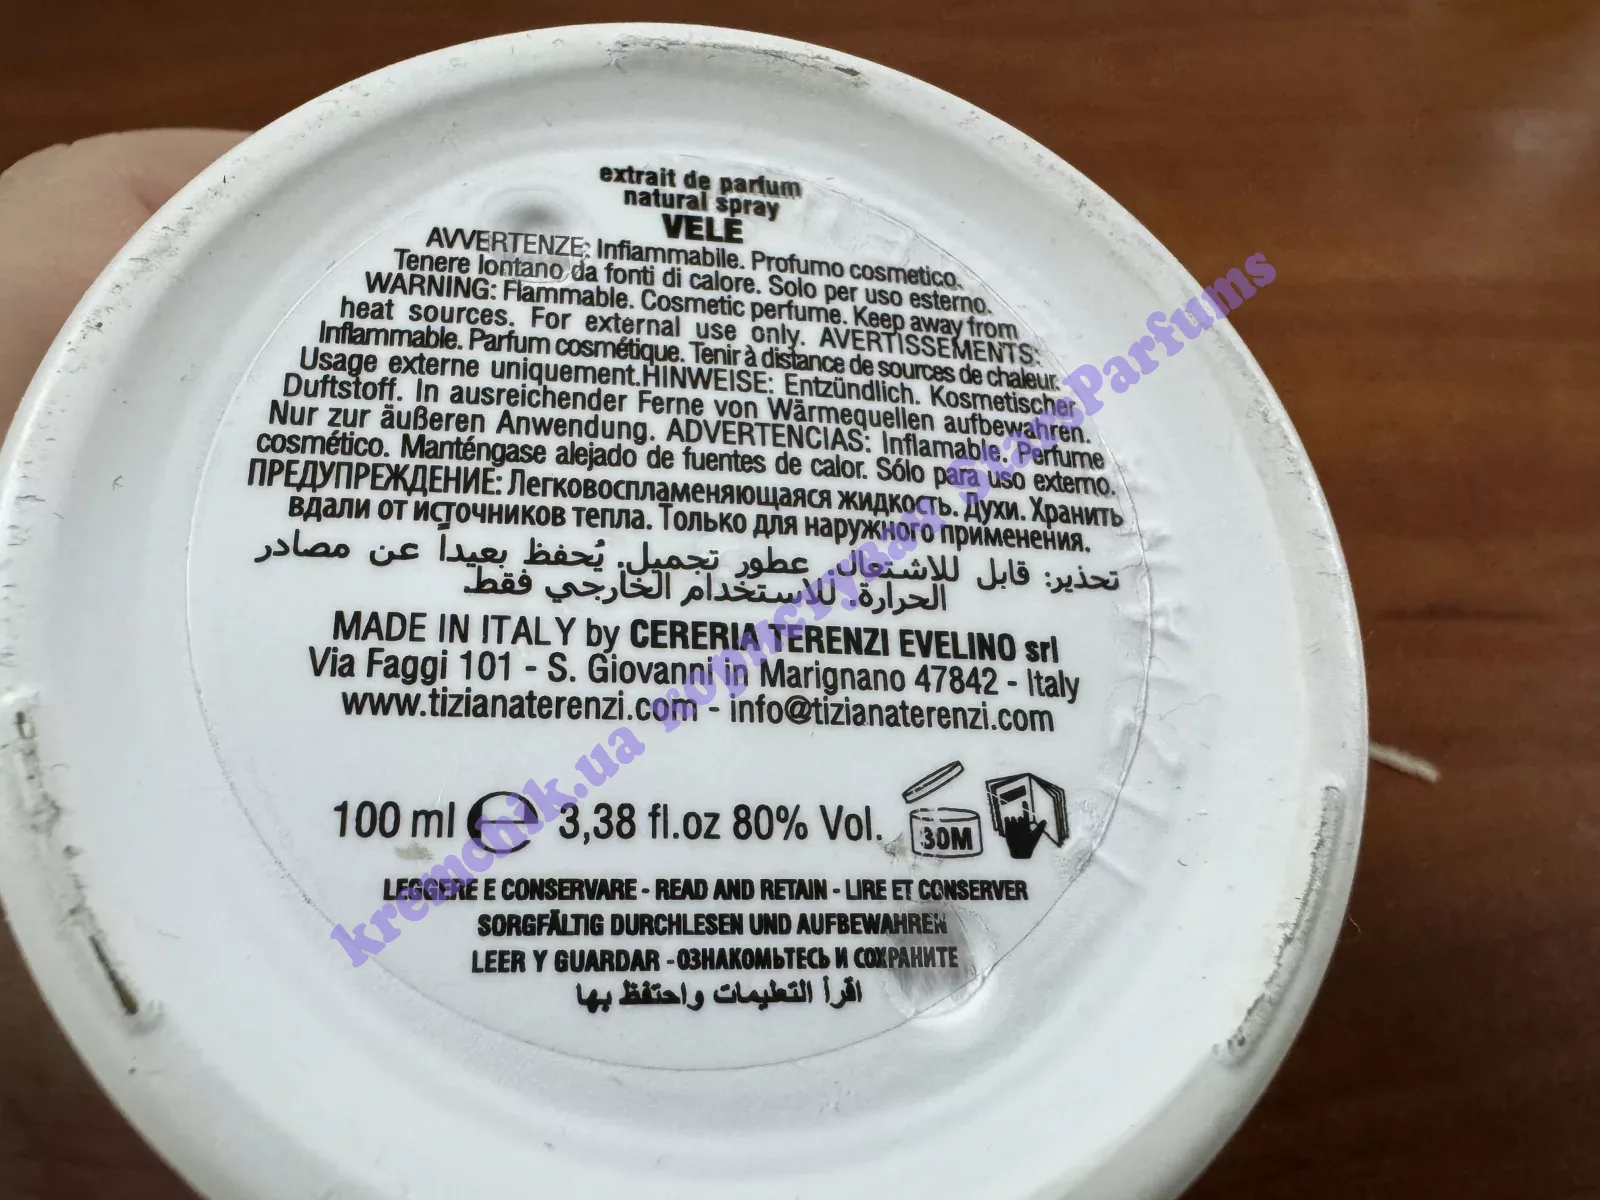 extrait de parfum
natural spray
VELE
AVVERTENZE: Infiammabile. Profumo cosmetico.
Tenere lontano da fonti di calore. Solo per uso esterno.
WARNING: Flammable. Cosmetic perfume. Keep away from
heat sources. For external use only. AVERTISSEMENTS:
Inflammable. Parfum cosmétique. Tenir à distance de sources de chaleur.
Usage externe uniquement.HINWEISE: Entzündlich. Kosmetischer
Duftstoff. In ausreichender Ferne von Wärmequellen aufbewahren.
Nur zur äußeren Anwendung. ADVERTENCIAS: Inflamable. Perfume
cosmético. Manténgase alejado de fuentes de calor. Sólo para uso externo.
ПРЕДУПРЕЖДЕНИЕ: Легковоспламеняющаяся жидкость. Духи. Хранить
вдали от источников тепла. Только для наружного применения.
تحذير: قابل للاشتعال. عطور تجميل. يُحفظ بعيداً عن مصادر
الحرارة. للاستخدام الخارجي فقط.
MADE IN ITALY by CERERIA TERENZI EVELINO srl
Via Faggi 101 - S. Giovanni in Marignano 47842 - Italy
www.tizianaterenzi.com - info@tizianaterenzi.com
100 ml e 3,38 fl.oz 80% Vol.
30M
LEGGERE E CONSERVARE - READ AND RETAIN - LIRE ET CONSERVER
SORGFÄLTIG DURCHLESEN UND AUFBEWAHREN
LEER Y GUARDAR - ОЗНАКОМЬТЕСЬ И СОХРАНИТЕ
اقرأ التعليمات واحتفظ بها
kremchik.ua користувач StassParfums